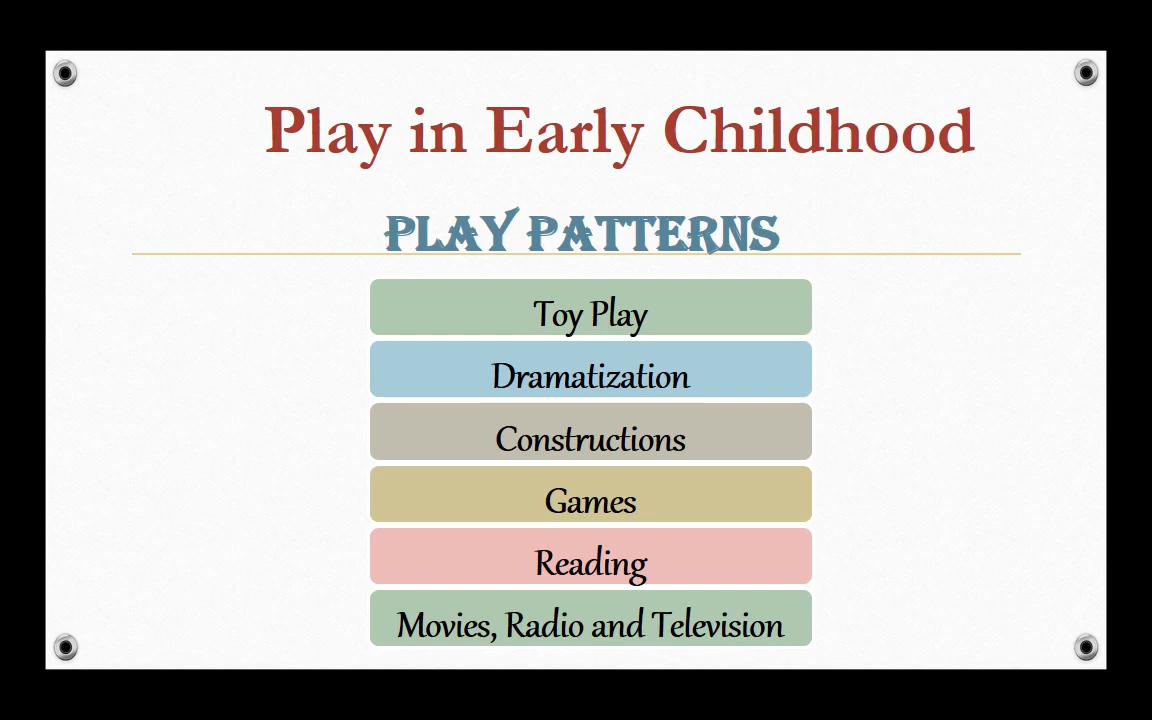 Play in Early Childhood
PLAY PATTERNS
Toy Play
Dramatization
Constructions
Games
Reading
Movies, Radio and Television